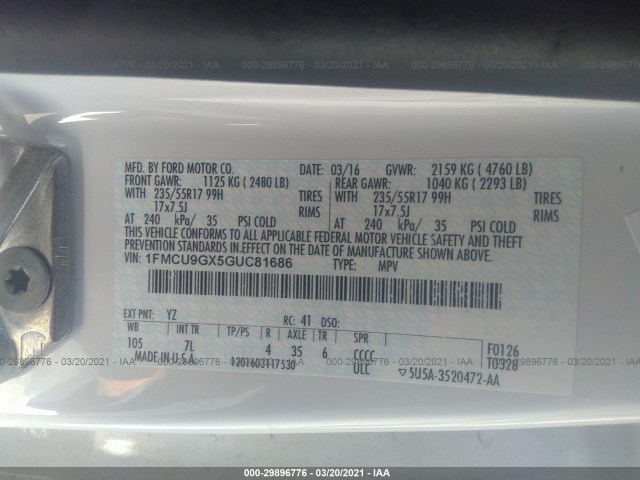 000-29896776 / 03/20/2021 - IAA
MFD. BY FORD MOTOR CO. DATE: 03/16 GVWR: 2159 KG ( 4760 LB)
FRONT GAWR: 1125 KG ( 2480 LB) REAR GAWR: 1040 KG ( 2293 LB)
WITH 235/55R17 99H TIRES WITH 235/55R17 99H TIRES
17x7.5J RIMS 17x7.5J RIMS
AT 240 kPa/ 35 PSI COLD AT 240 kPa/ 35 PSI COLD
THIS VEHICLE CONFORMS TO ALL APPLICABLE FEDERAL MOTOR VEHICLE SAFETY AND THEFT
PREVENTION STANDARDS IN EFFECT ON THE DATE OF MANUFACTURE SHOWN ABOVE.
VIN: 1FMCU9GX5GUC81686 TYPE: MPV
EXT PNT: YZ RC: 41 DSO:
WB INT TR TP/PS R AXLE TR SPR
105 7L 4 35 6 CCCC F0126
MADE IN U.S.A. 1201603117530 ULC T0328
▽5U5A-3520472-AA
000-29896776 / 03/20/2021 - IAA